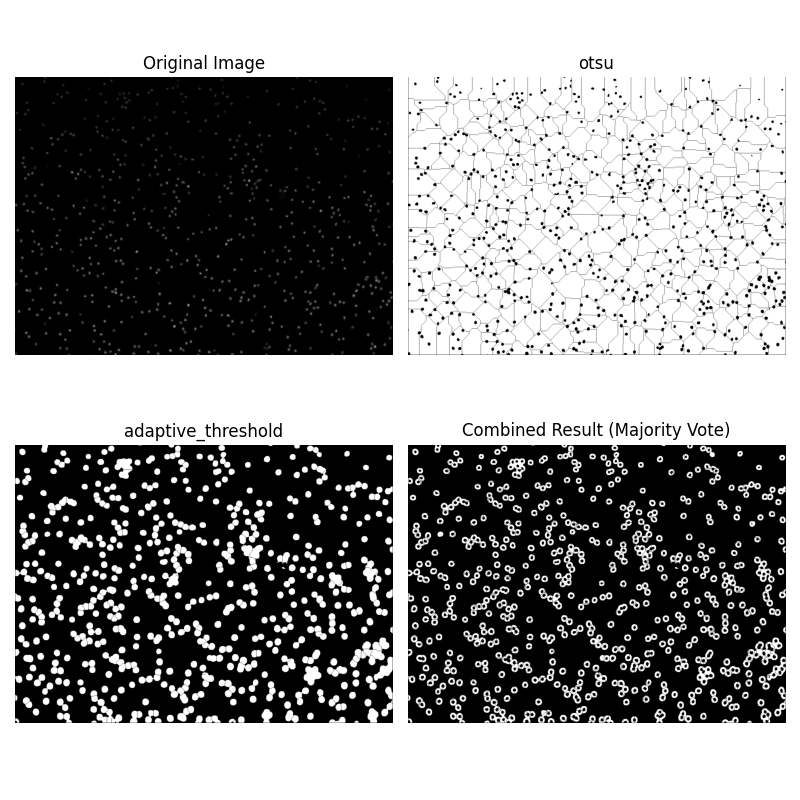 Original Image
otsu
adaptive_threshold
Combined Result (Majority Vote)